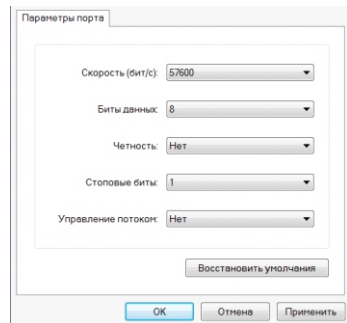 Параметры порта
Скорость (бит/с): 57600
Биты данных: 8
Четность: Нет
Стоповые биты: 1
Управление потоком: Нет
Восстановить умолчания
OK Отмена Применить